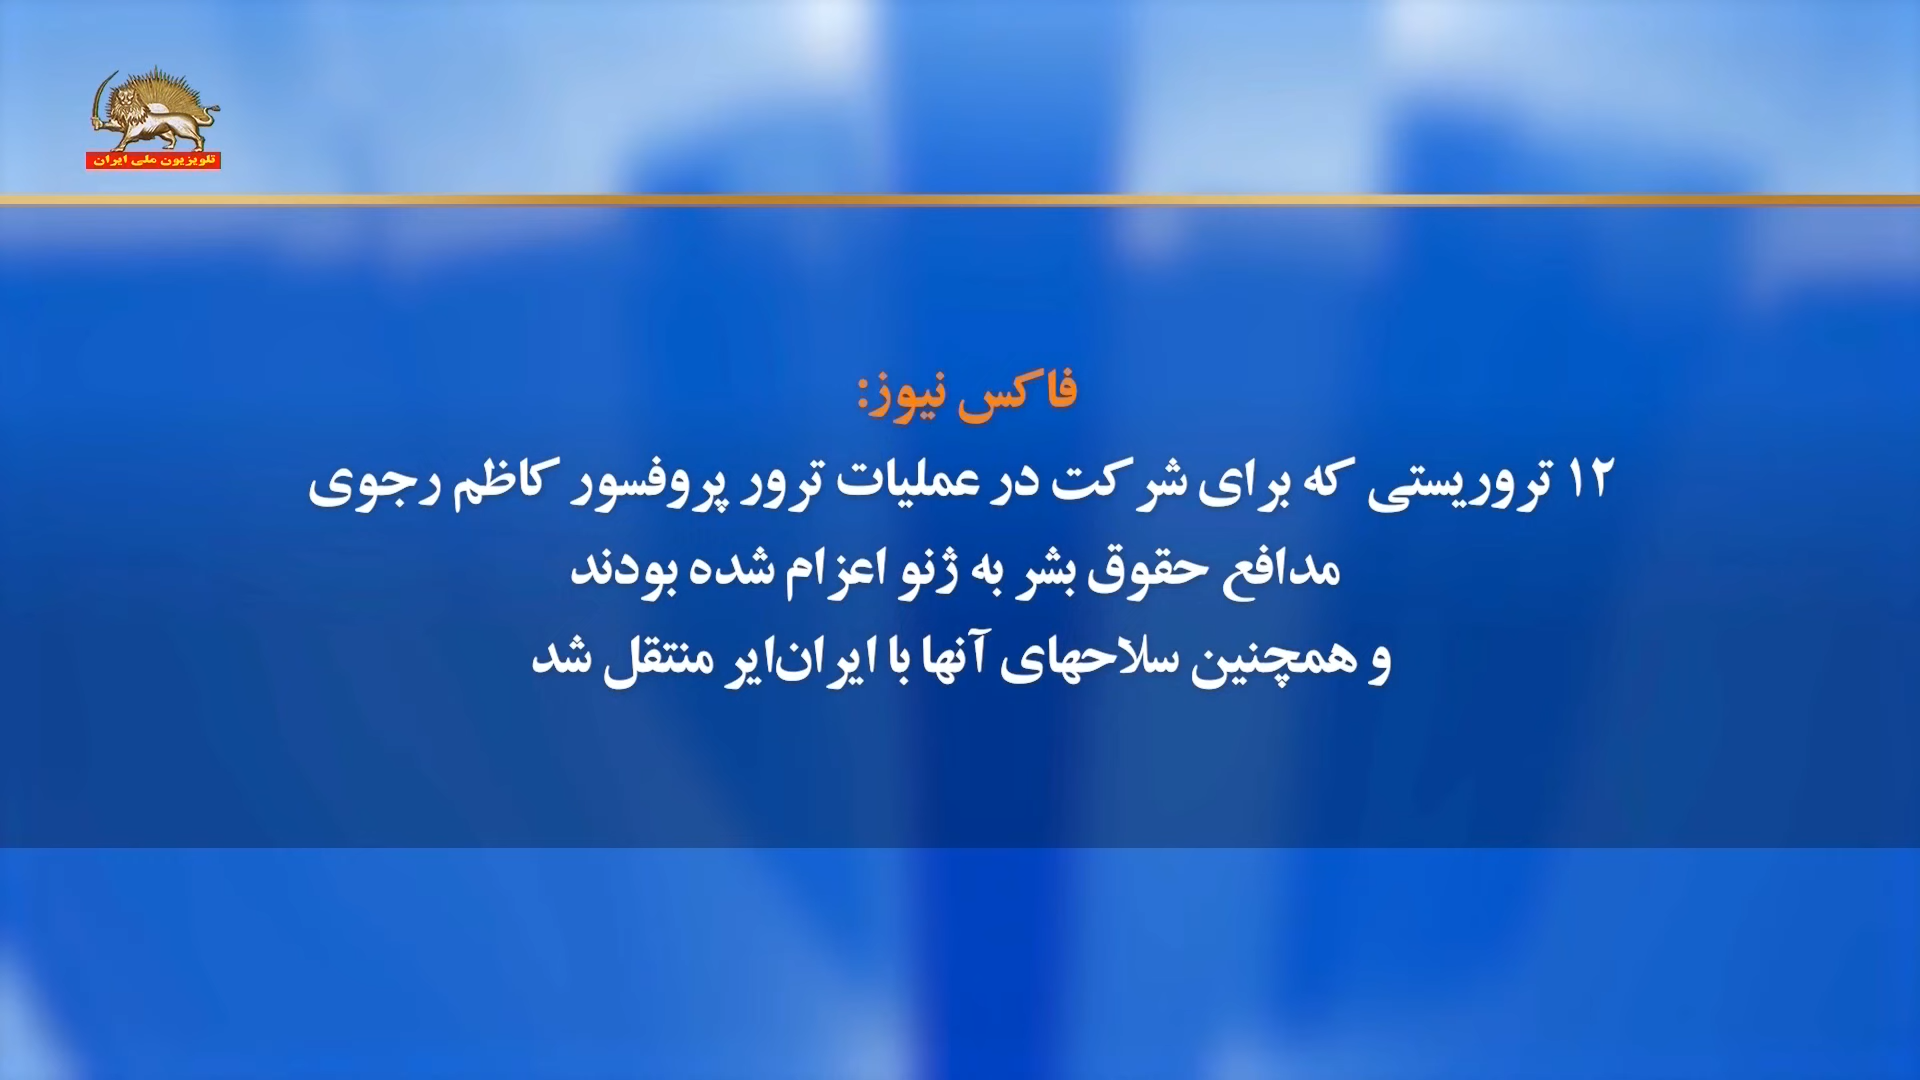 تلویزیون ملی ایران
فاکس نیوز:
۱۲ تروریستی که برای شرکت در عملیات ترور پروفسور کاظم رجوی
مدافع حقوق بشر به ژنو اعزام شده بودند
و همچنین سلاحهای آنها با ایران‌ایر منتقل شد